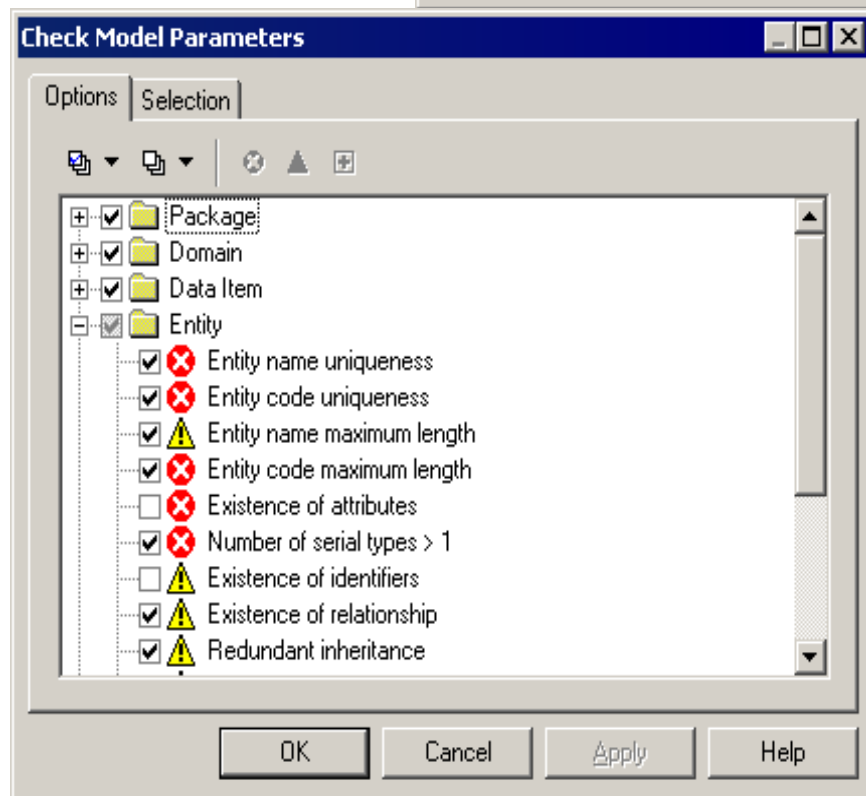 Check Model Parameters
Options Selection
Package
Domain
Data Item
Entity
Entity name uniqueness
Entity code uniqueness
Entity name maximum length
Entity code maximum length
Existence of attributes
Number of serial types > 1
Existence of identifiers
Existence of relationship
Redundant inheritance
OK Cancel Apply Help